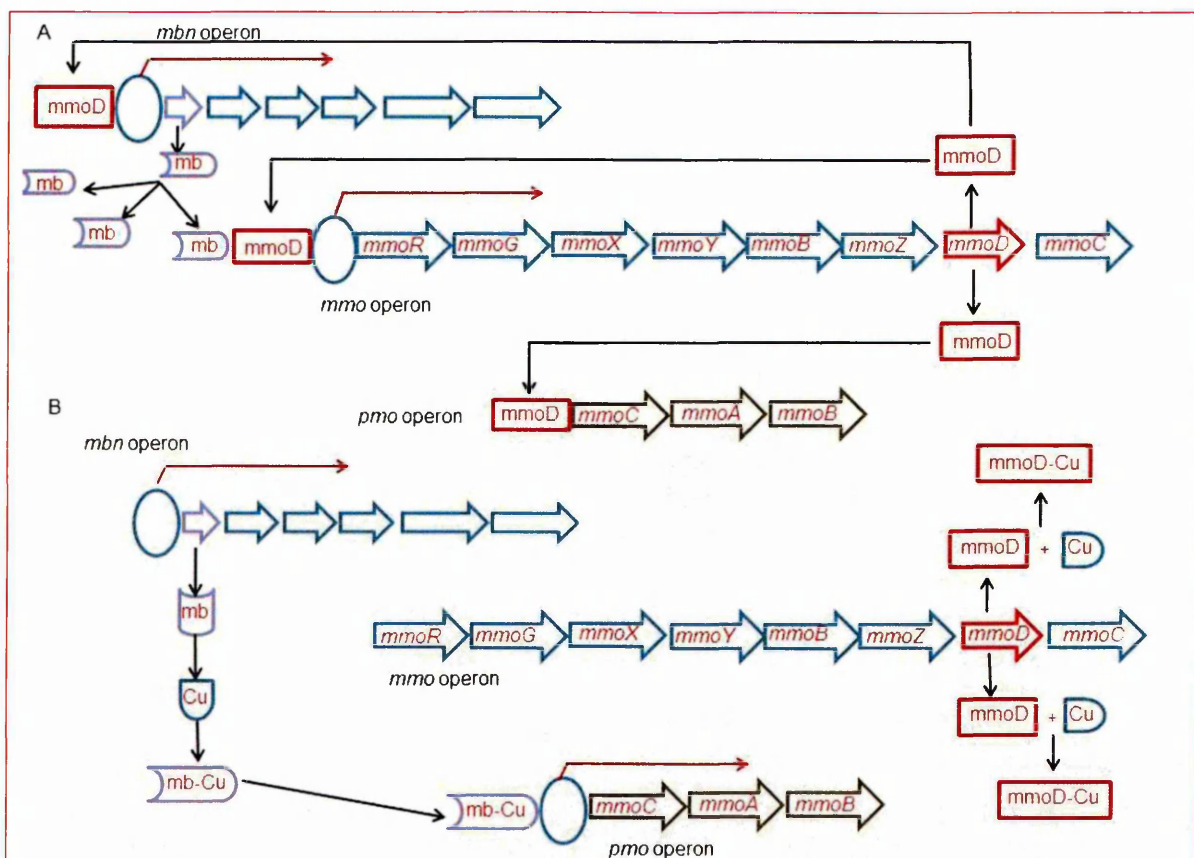 A
mbn operon
mmoD
mb
mb
mb
mb
mmoD
mmoR mmoG mmoX mmoY mmoB mmoZ mmoD mmoC
mmo operon
mmoD
mmoD
pmo operon
mmoD mmoC mmoA mmoB
B
mbn operon
mb
Cu
mb-Cu
mmoR mmoG mmoX mmoY mmoB mmoZ mmoD mmoC
mmo operon
mmoD-Cu
mmoD + Cu
mmoD + Cu
mmoD-Cu
mb-Cu mmoC mmoA mmoB
pmo operon